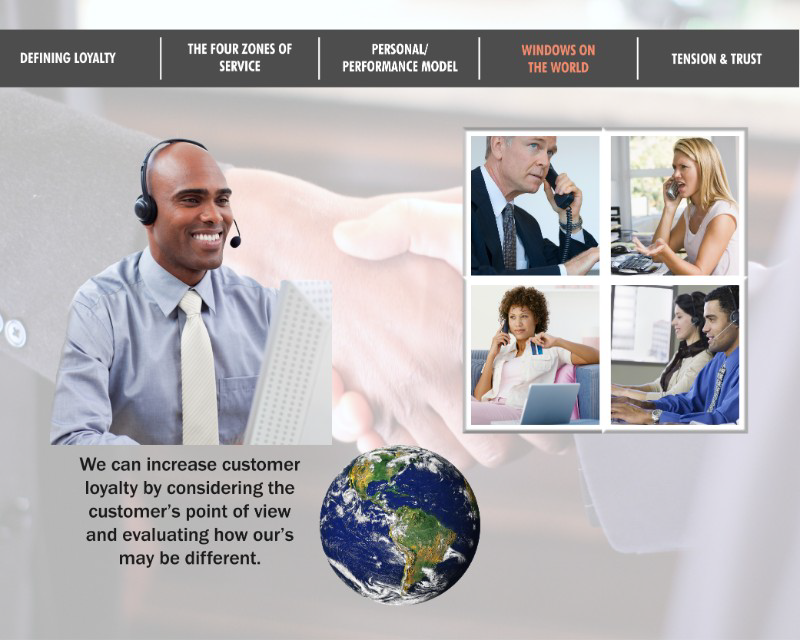 DEFINING LOYALTY
THE FOUR ZONES OF
SERVICE
PERSONAL/
PERFORMANCE MODEL
WINDOWS ON
THE WORLD
TENSION & TRUST
We can increase customer
loyalty by considering the
customer's point of view
and evaluating how our's
may be different.